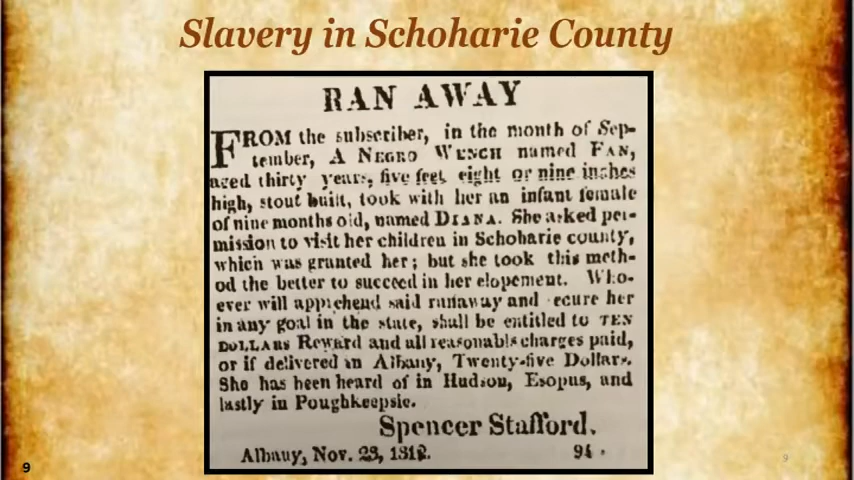 Slavery in Schoharie County
RAN AWAY
FROM the subscriber, in the month of Sep-
tember, A NEGRO WENCH named FAN,
aged thirty years, five feet eight or nine inches
high, stout built, took with her an infant female
of nine months old, named DIANA. She asked per-
mission to visit her children in Schoharie county,
which was granted her; but she took this meth-
od the better to succeed in her elopement. Who-
ever will apprehend said runaway and ecure her
in any goal in the state, shall be entitled to TEN
DOLLARS Reward and all reasonable charges paid,
or if delivered in Albany, Twenty-five Dollars.
She has been heard of in Hudson, Esopus, and
lastly in Poughkeepsie.
Spencer Stafford.
Albany, Nov. 23, 94
9
9